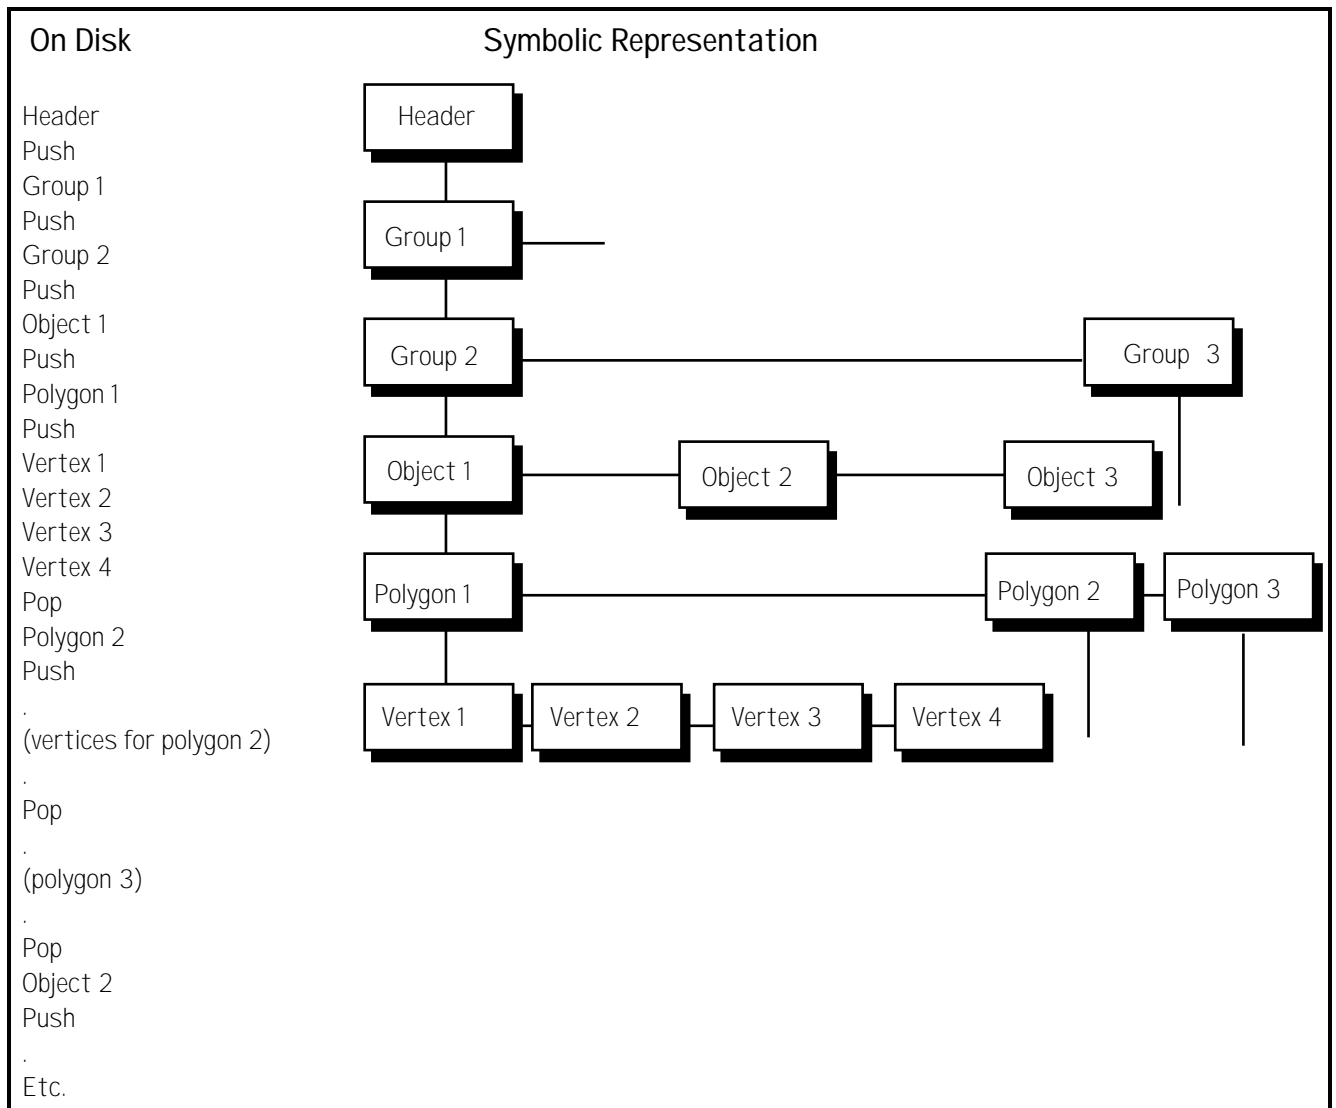 On Disk
Symbolic Representation
Header
Push
Group 1
Push
Group 2
Push
Object 1
Push
Polygon 1
Push
Vertex 1
Vertex 2
Vertex 3
Vertex 4
Pop
Polygon 2
Push
.
(vertices for polygon 2)
.
Pop
.
(polygon 3)
.
Pop
Object 2
Push
.
Etc.
Header
Group 1
Group 2
Group 3
Object 1
Object 2
Object 3
Polygon 1
Polygon 2
Polygon 3
Vertex 1
Vertex 2
Vertex 3
Vertex 4